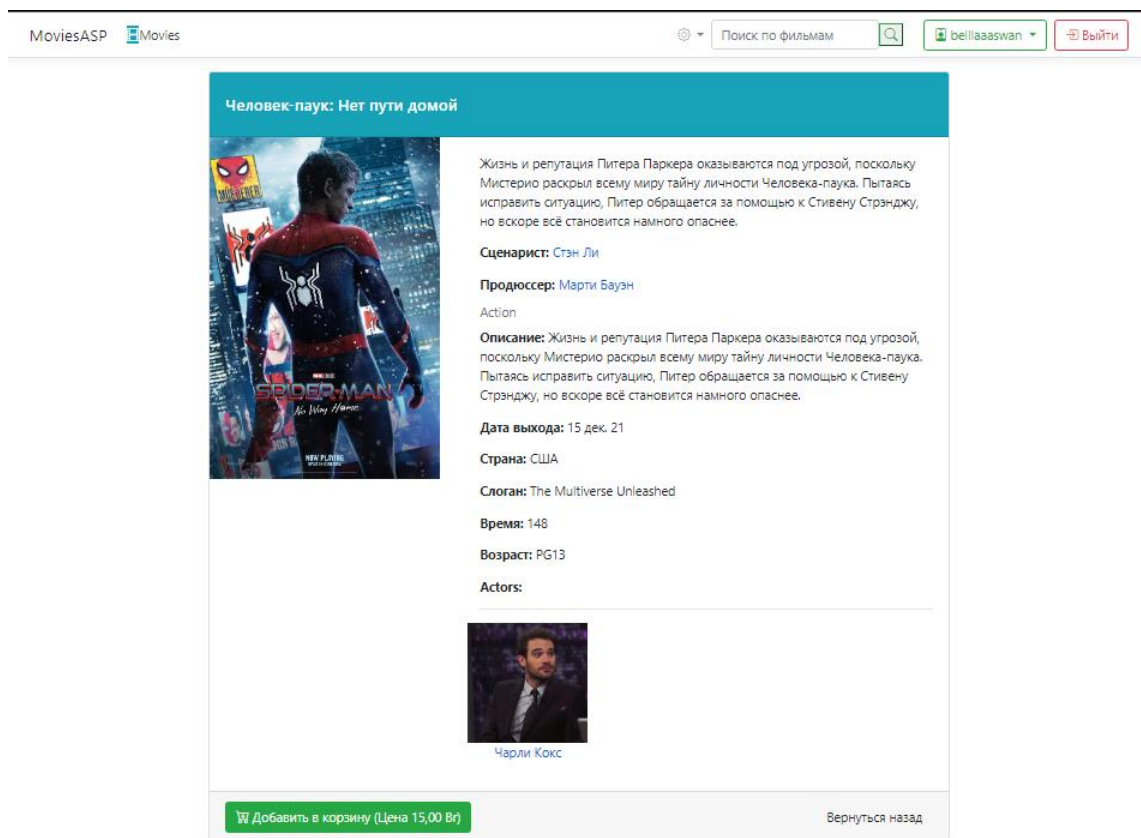 MoviesASP Movies Поиск по фильмам bellaaaswan Выйти
Человек-паук: Нет пути домой
Жизнь и репутация Питера Паркера оказываются под угрозой, поскольку
Мистерио раскрыл всему миру тайну личности Человека-паука. Пытаясь
исправить ситуацию, Питер обращается за помощью к Стивену Стрэнджу,
но вскоре всё становится намного опаснее.
Сценарист: Стэн Ли
Продюссер: Марти Бауэн
Action
Описание: Жизнь и репутация Питера Паркера оказываются под угрозой,
поскольку Мистерио раскрыл всему миру тайну личности Человека-паука.
Пытаясь исправить ситуацию, Питер обращается за помощью к Стивену
Стрэнджу, но вскоре всё становится намного опаснее.
Дата выхода: 15 дек. 21
Страна: США
Слоган: The Multiverse Unleashed
Время: 148
Возраст: PG13
Actors:
MURDERER
SPIDER-MAN
No Way Home
NOW PLAYING
Чарли Кокс
Добавить в корзину (Цена 15,00 Br) Вернуться назад